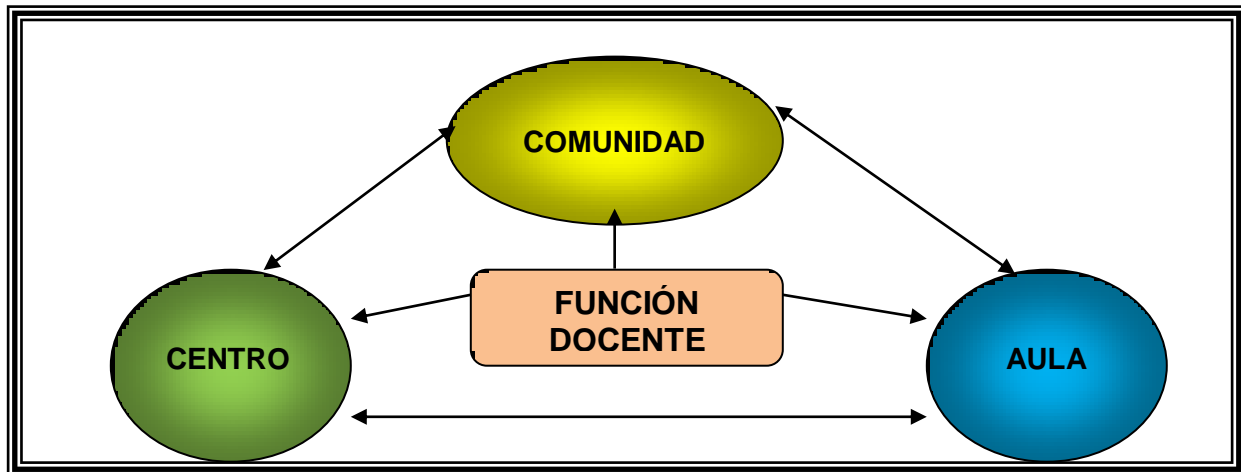 COMUNIDAD
FUNCIÓN
DOCENTE
CENTRO
AULA